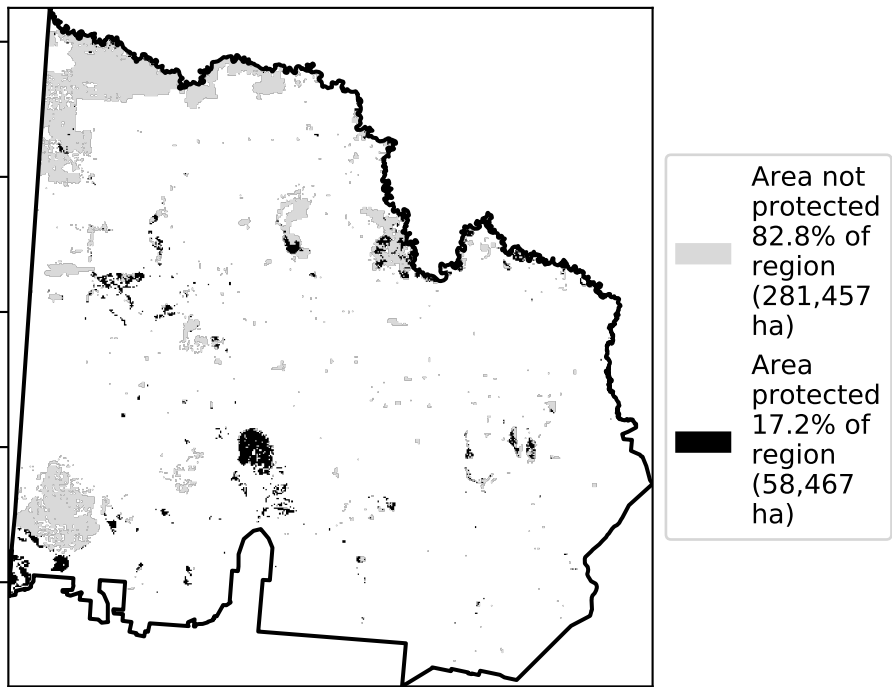 Area not
protected
82.8% of
region
(281,457
ha)
Area
protected
17.2% of
region
(58,467
ha)